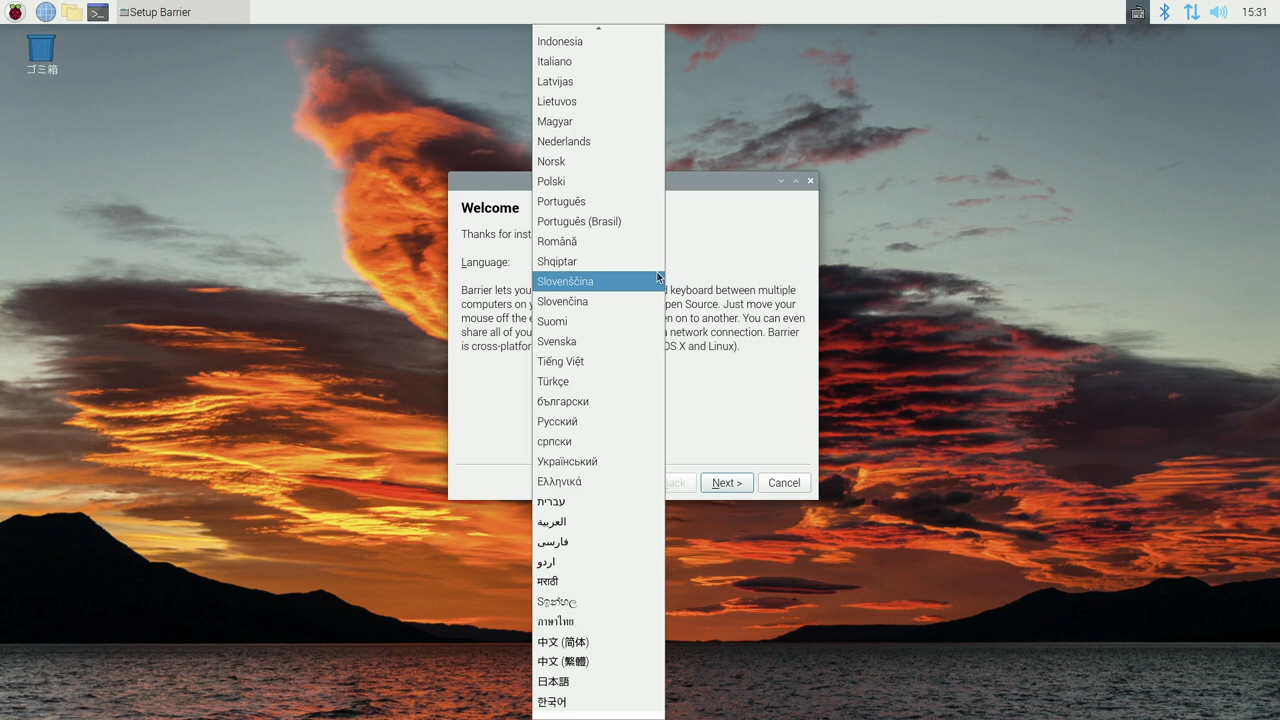 Setup Barrier
15:31
ゴミ箱
Indonesia
Italiano
Latvijas
Lietuvos
Magyar
Nederlands
Norsk
Polski
Português
Português (Brasil)
Română
Shqiptar
Slovenščina
Slovenčina
Suomi
Svenska
Tiếng Việt
Türkçe
български
Русский
српски
Український
Ελληνικά
עברית
العربية
فارسی
اردو
मराठी
ภาษาไทย
中文 (简体)
中文 (繁體)
日本語
한국어
Welcome
Thanks for inst
Language:
Barrier lets you keyboard between multiple
computers on pen Source. Just move your
mouse off the e en on to another. You can even
share all of you network connection. Barrier
is cross-platfor OS X and Linux).
Back
Next >
Cancel